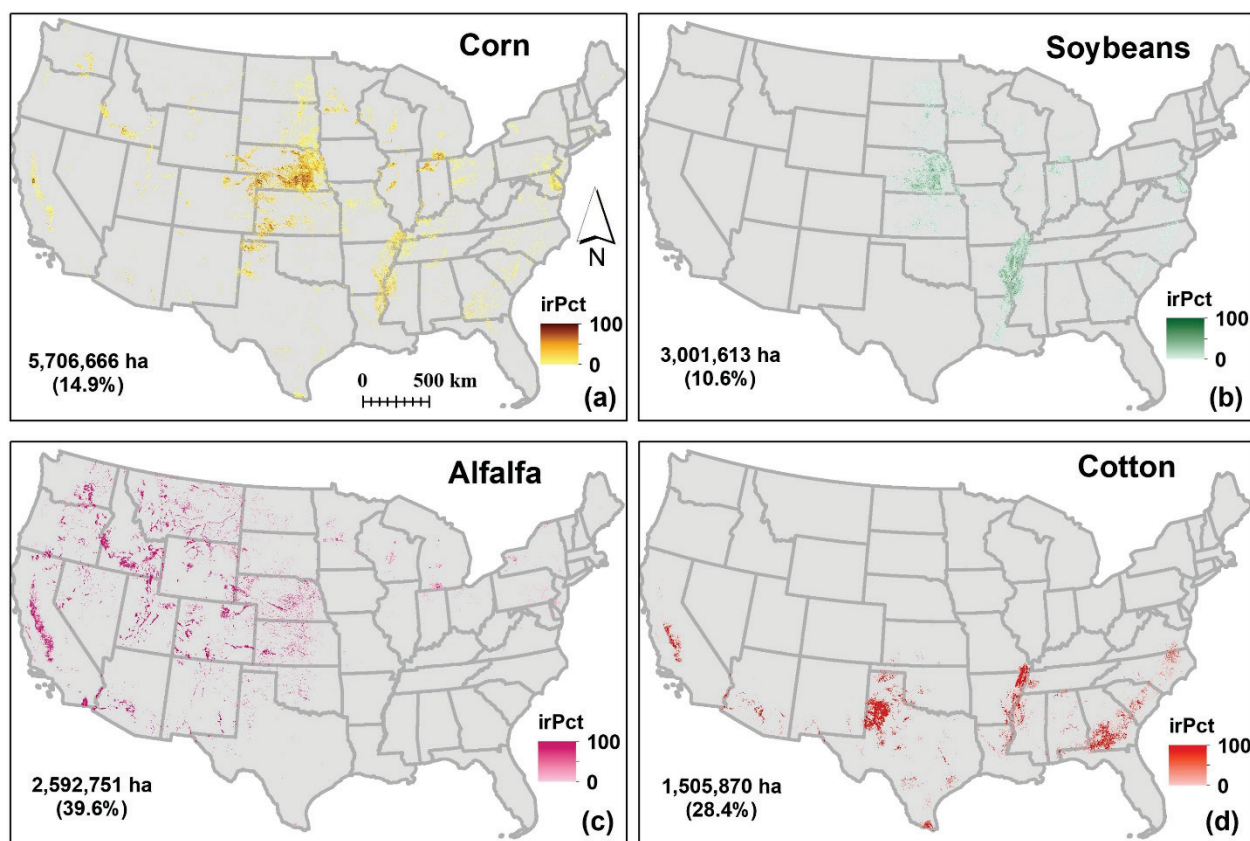 Corn
N
irPct
100
0
5,706,666 ha
(14.9%)
0 500 km
(a)
Soybeans
irPct
100
0
3,001,613 ha
(10.6%)
(b)
Alfalfa
irPct
100
0
2,592,751 ha
(39.6%)
(c)
Cotton
irPct
100
0
1,505,870 ha
(28.4%)
(d)